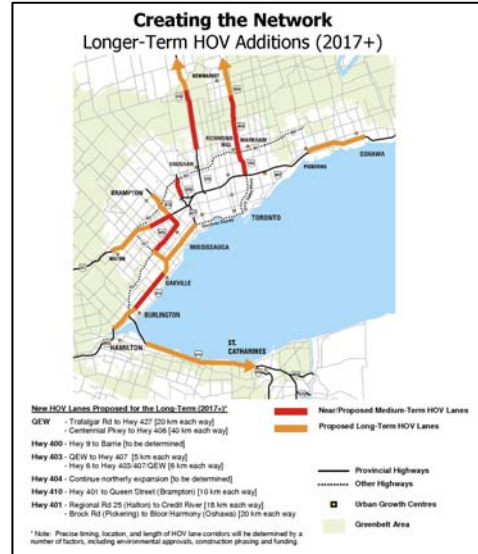 Creating the Network
Longer-Term HOV Additions (2017+)
NEWMARKET
RICHMOND HILL
MARKHAM
VAUGHAN
BRAMPTON
PICKERING
OSHAWA
TORONTO
MISSISSAUGA
MILTON
OAKVILLE
BURLINGTON
HAMILTON
ST. CATHARINES
New HOV Lanes Proposed for the Long-Term (2017+)*
QEW - Trafalgar Rd to Hwy 427 [20 km each way]
- Centennial Pkwy to Hwy 406 [40 km each way]
Hwy 400 - Hwy 9 to Barrie [to be determined]
Hwy 403 - QEW to Hwy 407 [5 km each way]
- Hwy 6 to Hwy 403/407/QEW [6 km each way]
Hwy 404 - Continue northerly expansion [to be determined]
Hwy 410 - Hwy 401 to Queen Street (Brampton) [10 km each way]
Hwy 401 - Regional Rd 25 (Halton) to Credit River [18 km each way]
- Brock Rd (Pickering) to Bloor/Harmony (Oshawa) [20 km each way
* Note: Precise timing, location, and length of HOV lane corridors will be determined by a
number of factors, including environmental approvals, construction phasing and funding.
Near/Proposed Medium-Term HOV Lanes
Proposed Long-Term HOV Lanes
Provincial Highways
Other Highways
Urban Growth Centres
Greenbelt Area